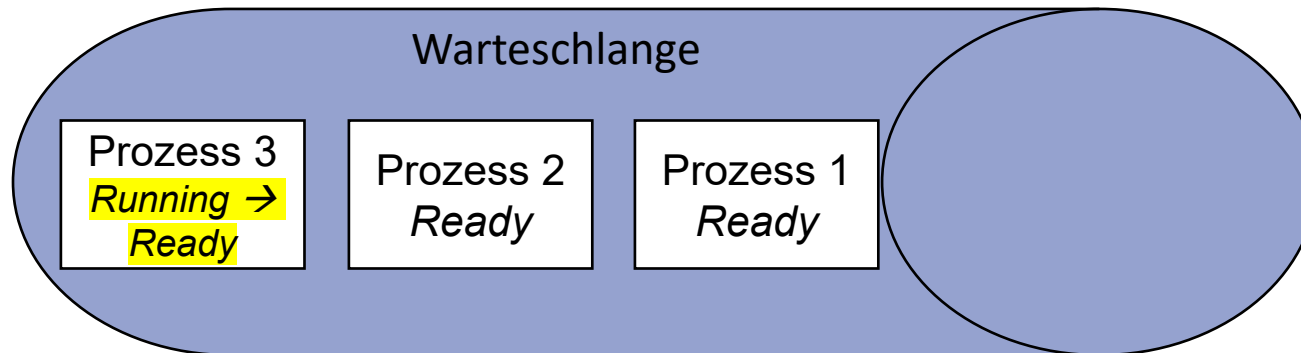 Warteschlange
Prozess 3
Running →
Ready
Prozess 2
Ready
Prozess 1
Ready